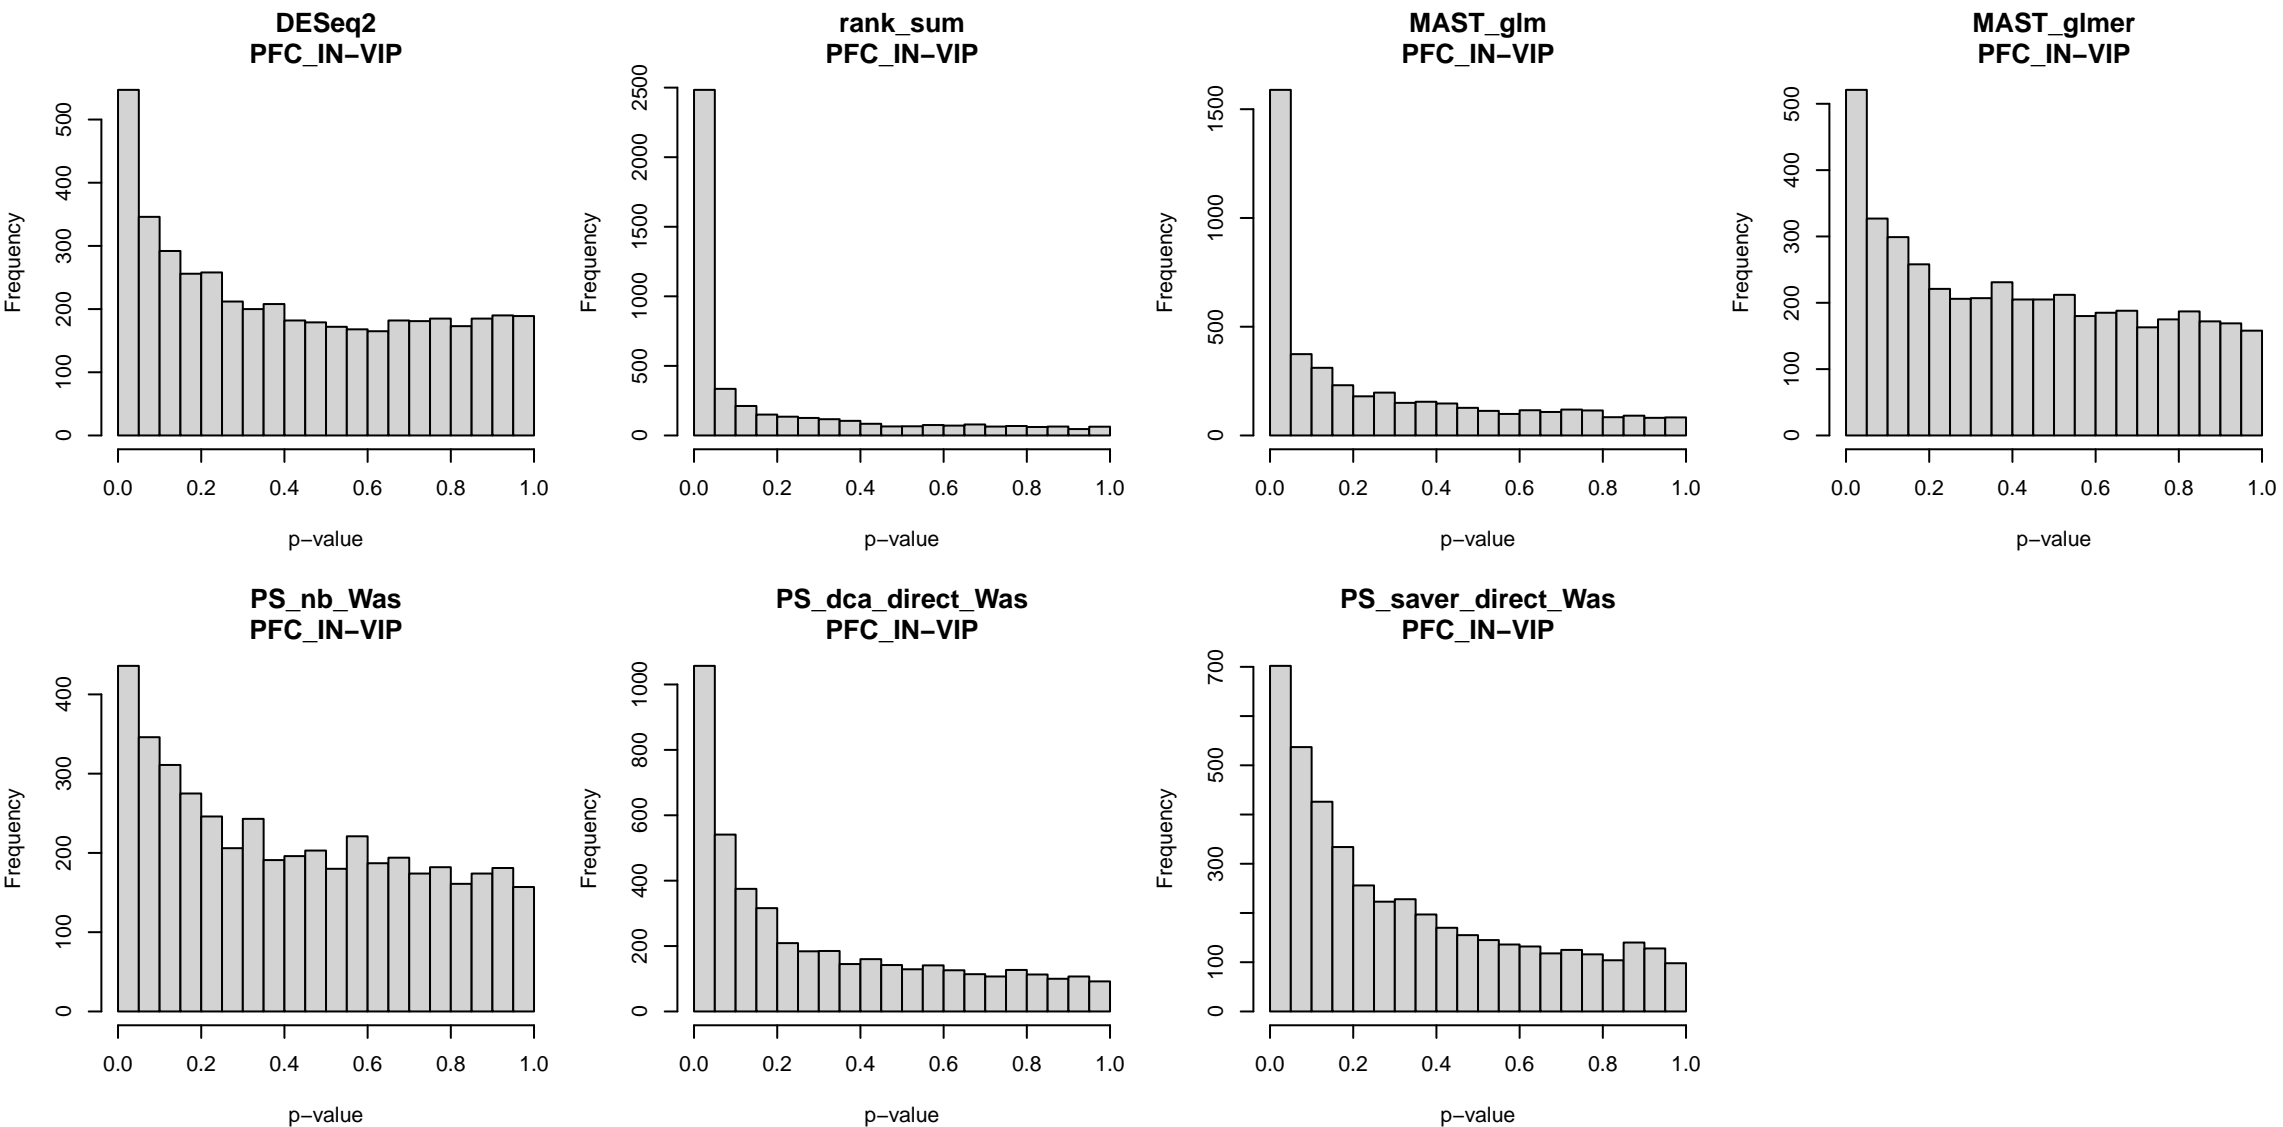 DESeq2
PFC_IN−VIP
Frequency
0 100 200 300 400 500
0.0 0.2 0.4 0.6 0.8 1.0
p−value
rank_sum
PFC_IN−VIP
Frequency
0 500 1000 1500 2000 2500
0.0 0.2 0.4 0.6 0.8 1.0
p−value
MAST_glm
PFC_IN−VIP
Frequency
0 500 1000 1500
0.0 0.2 0.4 0.6 0.8 1.0
p−value
MAST_glmer
PFC_IN−VIP
Frequency
0 100 200 300 400 500
0.0 0.2 0.4 0.6 0.8 1.0
p−value
PS_nb_Was
PFC_IN−VIP
Frequency
0 100 200 300 400
0.0 0.2 0.4 0.6 0.8 1.0
p−value
PS_dca_direct_Was
PFC_IN−VIP
Frequency
0 200 400 600 800 1000
0.0 0.2 0.4 0.6 0.8 1.0
p−value
PS_saver_direct_Was
PFC_IN−VIP
Frequency
0 100 300 500 700
0.0 0.2 0.4 0.6 0.8 1.0
p−value